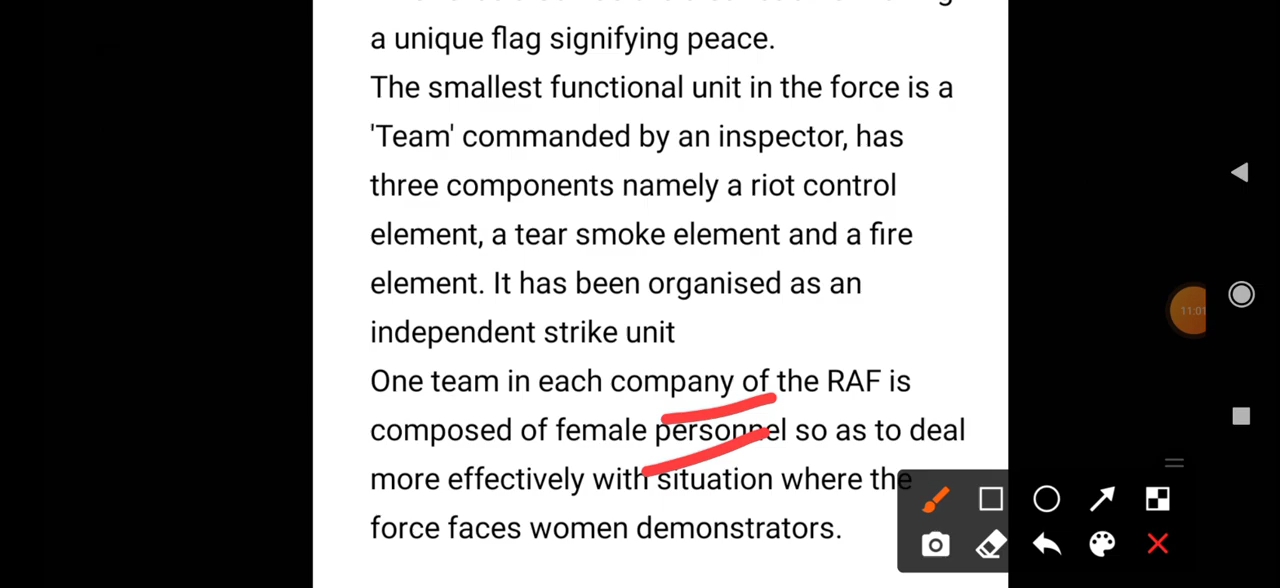 a unique flag signifying peace.
The smallest functional unit in the force is a
'Team' commanded by an inspector, has
three components namely a riot control
element, a tear smoke element and a fire
element. It has been organised as an
independent strike unit
One team in each company of the RAF is
composed of female personnel so as to deal
more effectively with situation where the
force faces women demonstrators.
11:01